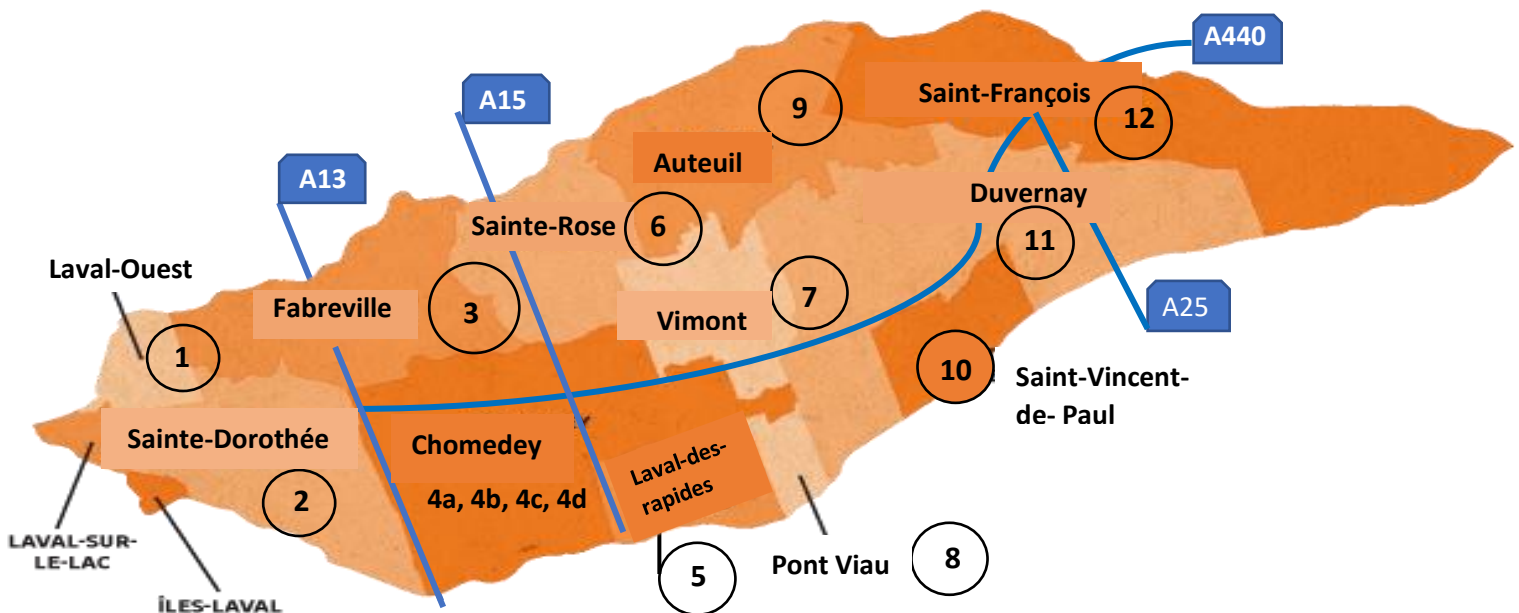 A440
A15
Saint-François
9
12
Auteuil
A13
Duvernay
Sainte-Rose
6
11
Laval-Ouest
Fabreville
3
7
Vimont
A25
1
10
Saint-Vincent-
de- Paul
Sainte-Dorothée
Chomedey
4a, 4b, 4c, 4d
Laval-des-
rapides
2
LAVAL-SUR-
LE-LAC
5
Pont Viau
8
ÎLES-LAVAL